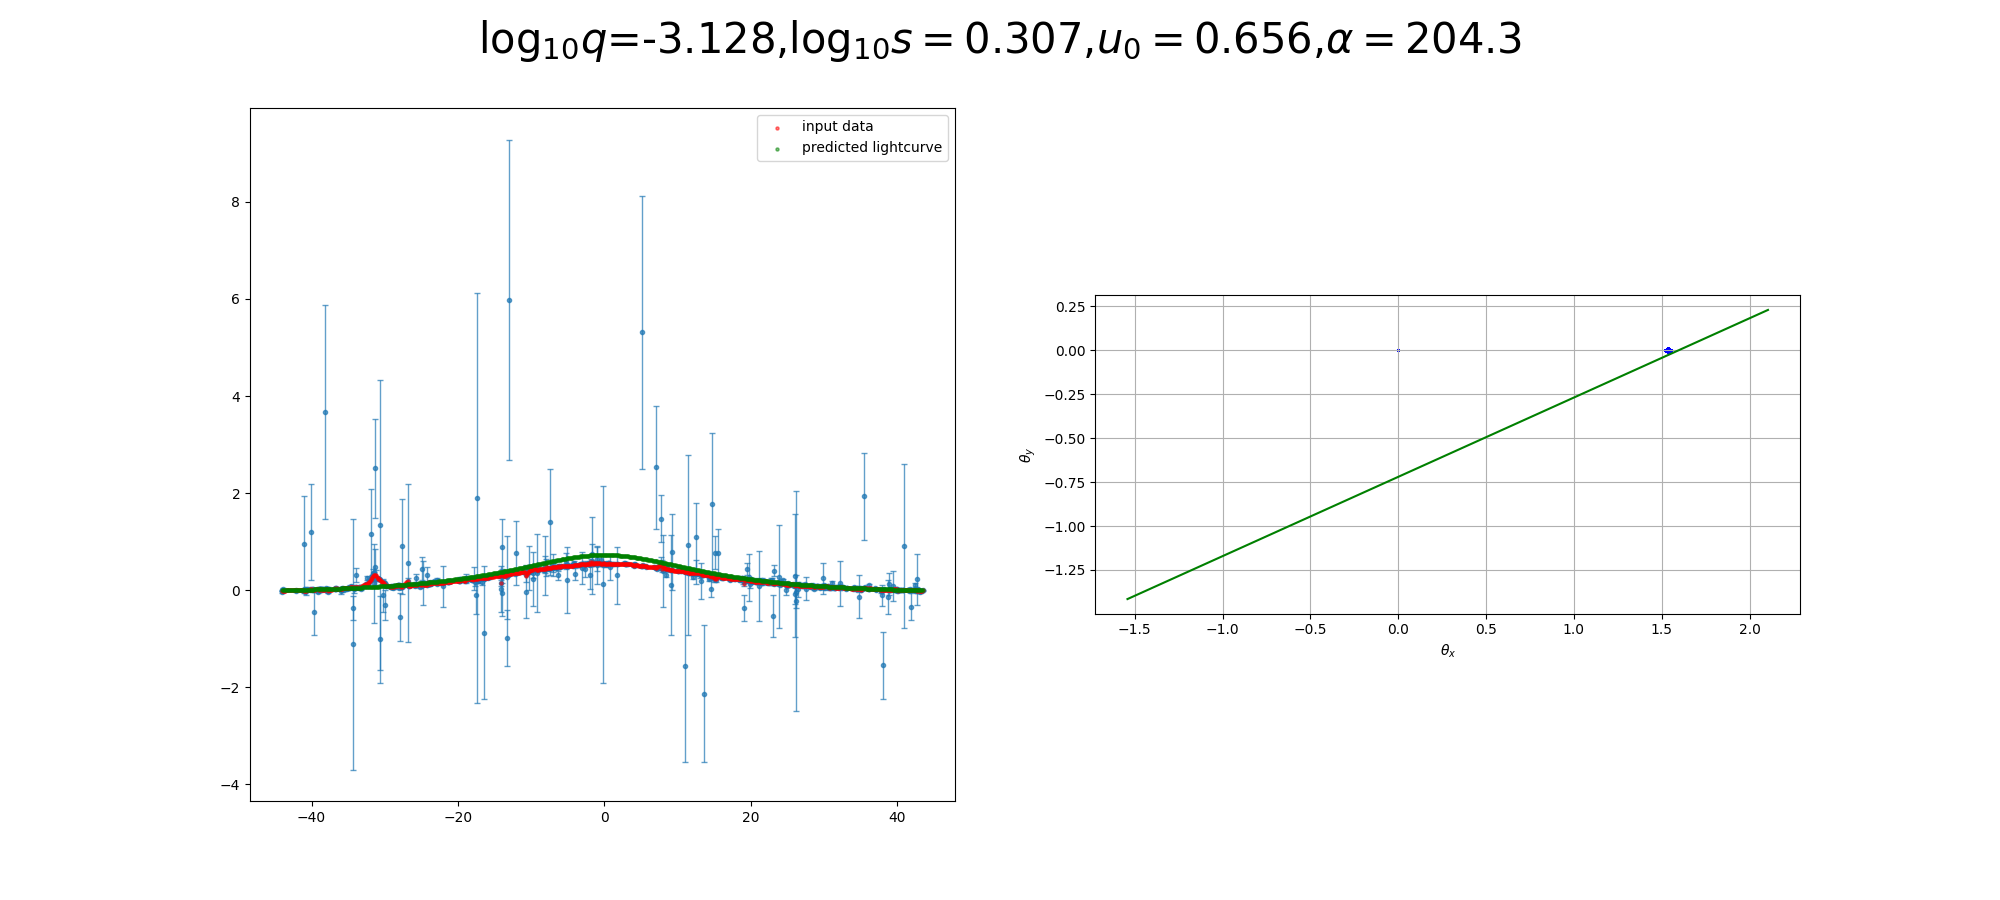 log₁₀q=-3.128,log₁₀s = 0.307,u₀ = 0.656,α = 204.3
input data
predicted lightcurve
8
6
4
2
0
−2
−4
−40 −20 0 20 40
0.25
0.00
−0.25
−0.50
−0.75
−1.00
−1.25
θy
−1.5 −1.0 −0.5 0.0 0.5 1.0 1.5 2.0
θx